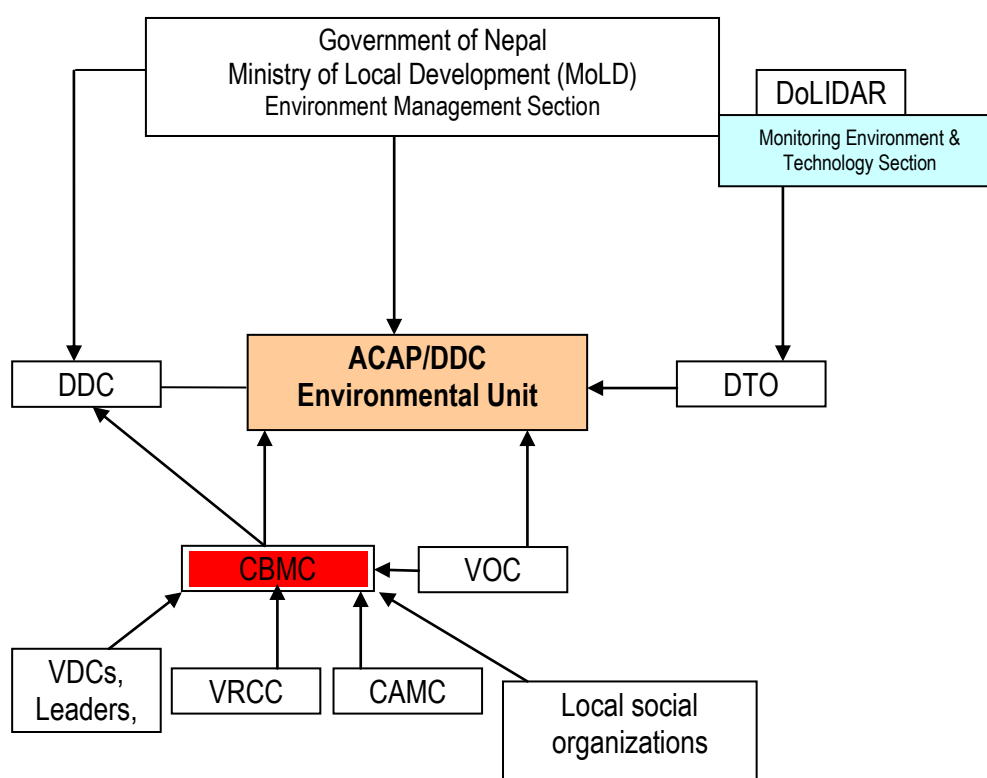 Government of Nepal
Ministry of Local Development (MoLD)
Environment Management Section
DoLIDAR
Monitoring Environment &
Technology Section
ACAP/DDC
Environmental Unit
DDC
DTO
CBMC
VOC
VDCs,
Leaders,
VRCC
CAMC
Local social
organizations